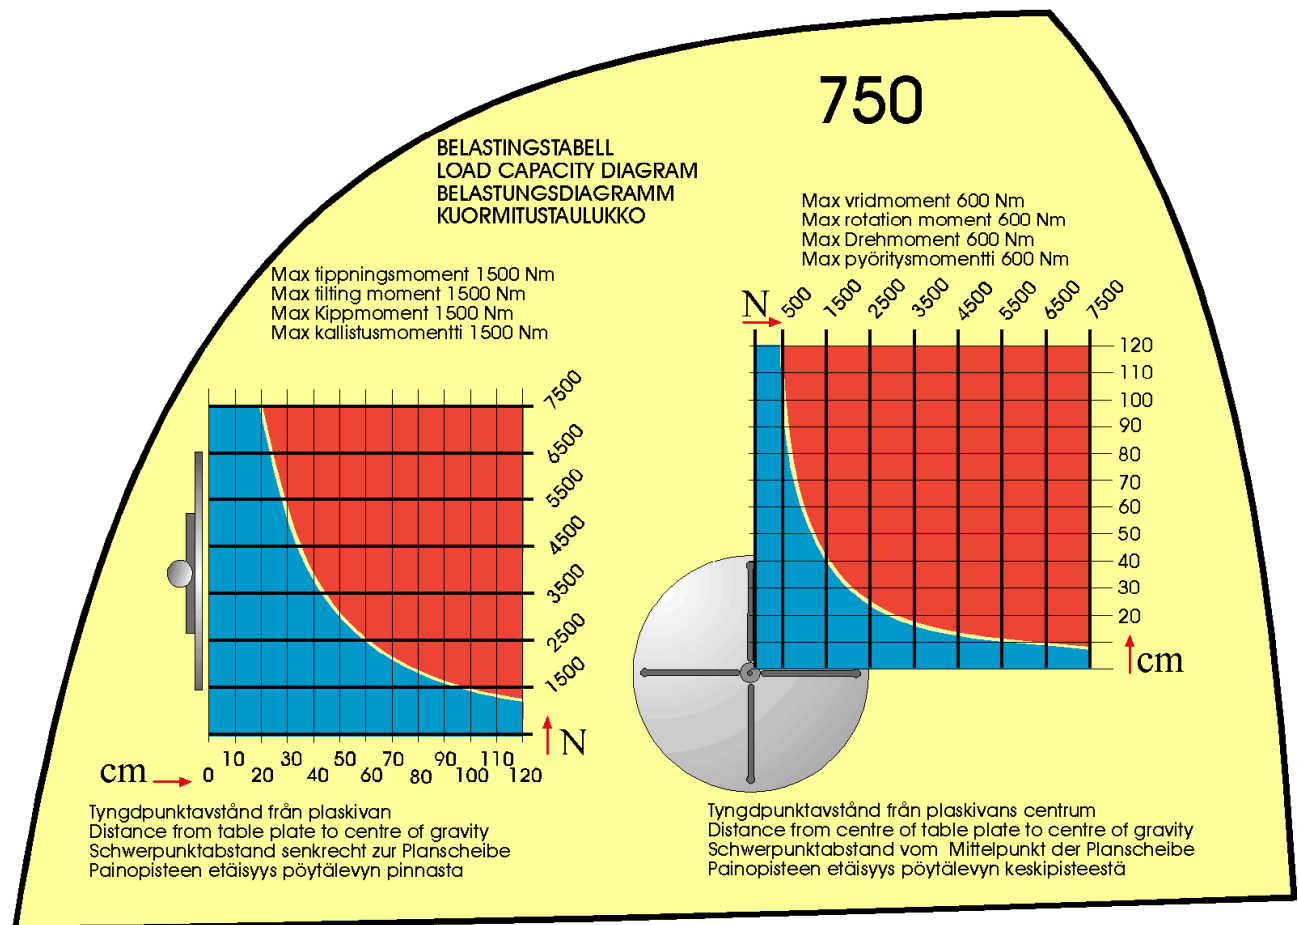 750
BELASTINGSTABELL
LOAD CAPACITY DIAGRAM
BELASTUNGSDIAGRAMM
KUORMITUSTAULUKKO
Max vridmoment 600 Nm
Max rotation moment 600 Nm
Max Drehmoment 600 Nm
Max pyöritysmomentti 600 Nm
Max tippningsmoment 1500 Nm
Max tilting moment 1500 Nm
Max Kippmoment 1500 Nm
Max kallistusmomentti 1500 Nm
7500
6500
5500
4500
3500
2500
1500
N
10 30 50 70 90 110
0 20 40 60 80 100 120
cm
Tyngdpunktavstånd från plaskivan
Distance from table plate to centre of gravity
Schwerpunktabstand senkrecht zur Planscheibe
Painopisteen etäisyys pöytälevyn pinnasta
N 500 1500 2500 3500 4500 5500 6500 7500
120
110
100
90
80
70
60
50
40
30
20
cm
Tyngdpunktavstånd från plaskivans centrum
Distance from centre of table plate to centre of gravity
Schwerpunktabstand vom Mittelpunkt der Planscheibe
Painopisteen etäisyys pöytälevyn keskipisteestä